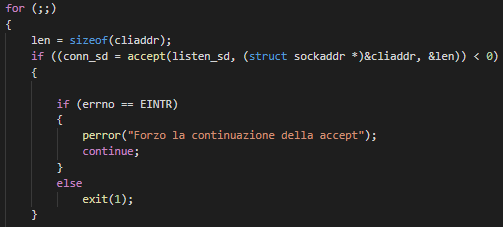 for (;;)
{
len = sizeof(cliaddr);
if ((conn_sd = accept(listen_sd, (struct sockaddr *)&cliaddr, &len)) < 0)
{
if (errno == EINTR)
{
perror("Forzo la continuazione della accept");
continue;
}
else
exit(1);
}